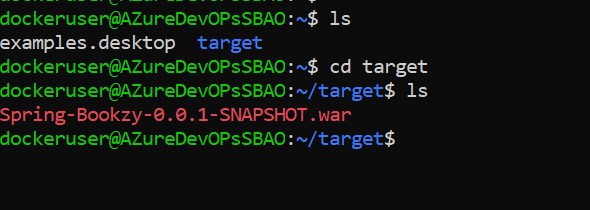 dockeruser@AZureDevOPsSBAO:~$ ls
examples.desktop  target
dockeruser@AZureDevOPsSBAO:~$ cd target
dockeruser@AZureDevOPsSBAO:~/target$ ls
Spring-Bookzy-0.0.1-SNAPSHOT.war
dockeruser@AZureDevOPsSBAO:~/target$